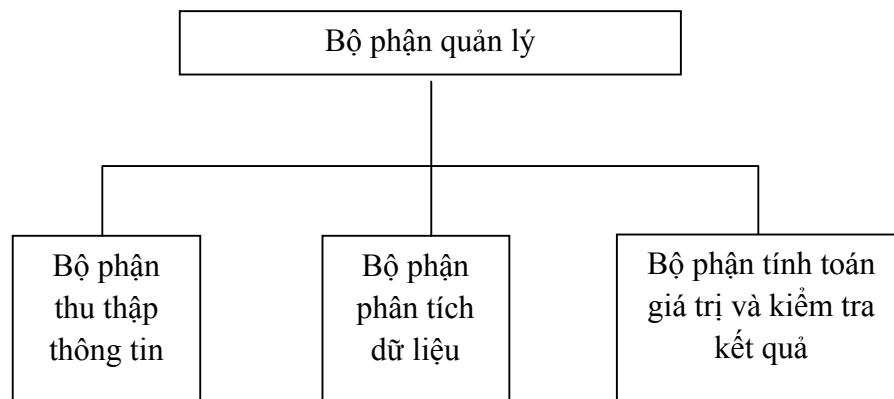 Bộ phận quản lý
Bộ phận
thu thập
thông tin
Bộ phận
phân tích
dữ liệu
Bộ phận tính toán
giá trị và kiểm tra
kết quả